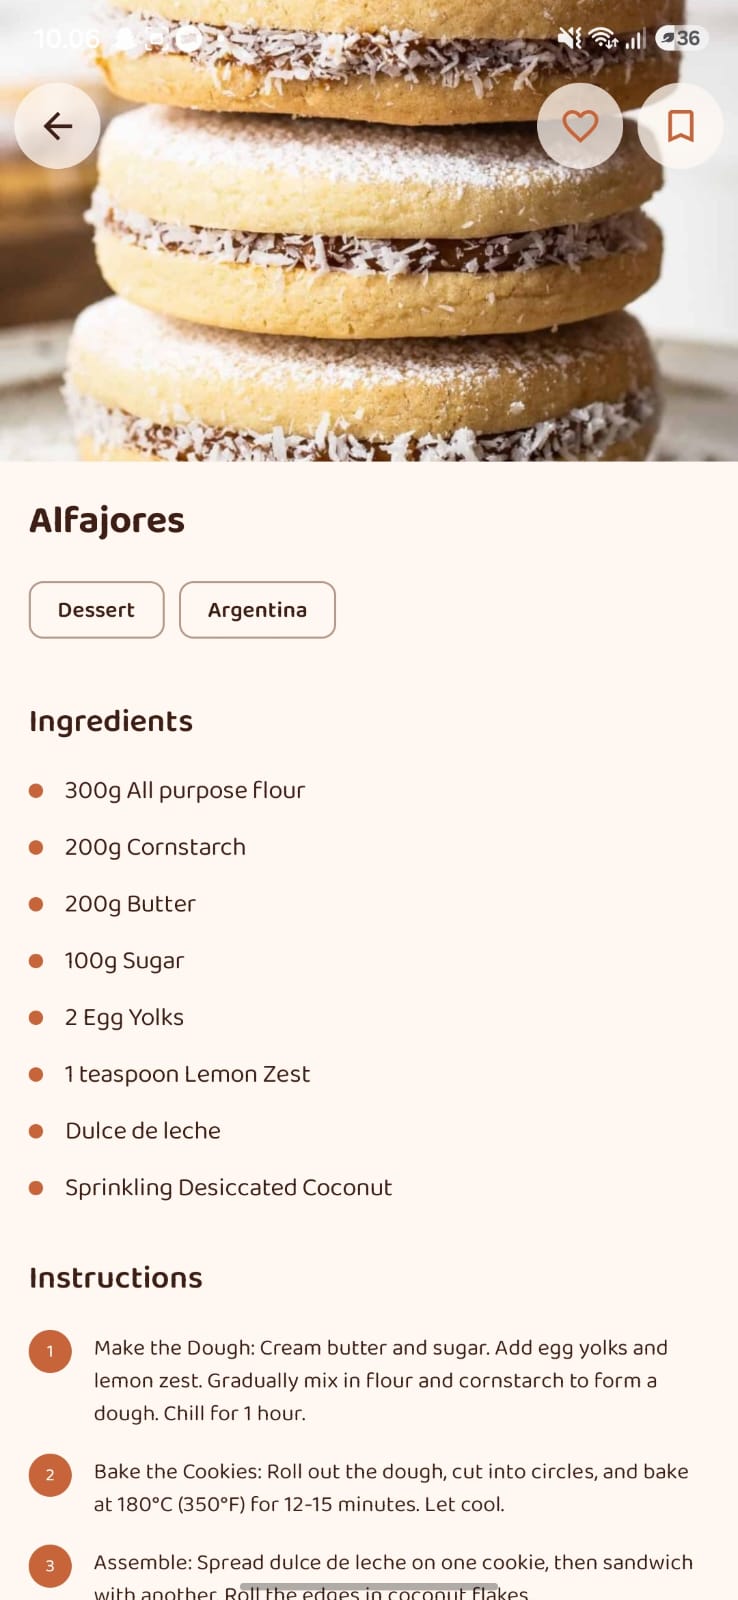 10.06
36
Alfajores
Dessert
Argentina
Ingredients
300g All purpose flour
200g Cornstarch
200g Butter
100g Sugar
2 Egg Yolks
1 teaspoon Lemon Zest
Dulce de leche
Sprinkling Desiccated Coconut
Instructions
1
Make the Dough: Cream butter and sugar. Add egg yolks and
lemon zest. Gradually mix in flour and cornstarch to form a
dough. Chill for 1 hour.
2
Bake the Cookies: Roll out the dough, cut into circles, and bake
at 180°C (350°F) for 12-15 minutes. Let cool.
3
Assemble: Spread dulce de leche on one cookie, then sandwich
with another. Roll the edges in coconut flakes.